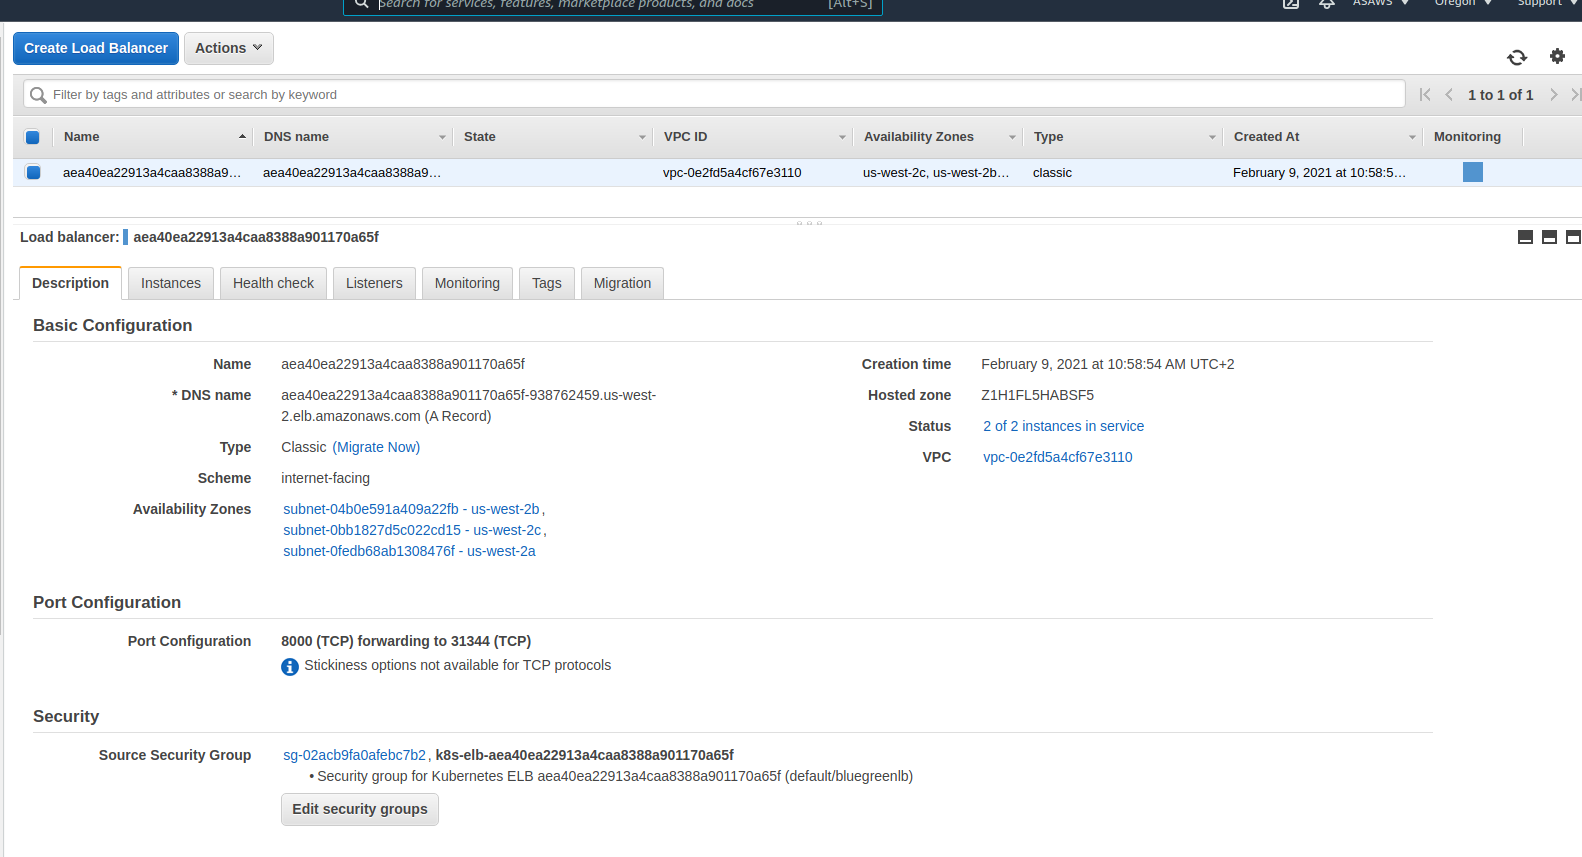 Search for services, features, marketplace products, and docs [Alt+S] ASAWS Oregon Support
Create Load Balancer Actions
Filter by tags and attributes or search by keyword 1 to 1 of 1
Name DNS name State VPC ID Availability Zones Type Created At Monitoring
aea40ea22913a4caa8388a9... aea40ea22913a4caa8388a9... vpc-0e2fd5a4cf67e3110 us-west-2c, us-west-2b... classic February 9, 2021 at 10:58:5...
Load balancer: aea40ea22913a4caa8388a901170a65f
Description Instances Health check Listeners Monitoring Tags Migration
Basic Configuration
Name aea40ea22913a4caa8388a901170a65f Creation time February 9, 2021 at 10:58:54 AM UTC+2
* DNS name aea40ea22913a4caa8388a901170a65f-938762459.us-west- Hosted zone Z1H1FL5HABSF5
2.elb.amazonaws.com (A Record)
Status 2 of 2 instances in service
Type Classic (Migrate Now)
VPC vpc-0e2fd5a4cf67e3110
Scheme internet-facing
Availability Zones subnet-04b0e591a409a22fb - us-west-2b,
subnet-0bb1827d5c022cd15 - us-west-2c,
subnet-0fedb68ab1308476f - us-west-2a
Port Configuration
Port Configuration 8000 (TCP) forwarding to 31344 (TCP)
Stickiness options not available for TCP protocols
Security
Source Security Group sg-02acb9fa0afebc7b2, k8s-elb-aea40ea22913a4caa8388a901170a65f
• Security group for Kubernetes ELB aea40ea22913a4caa8388a901170a65f (default/bluegreenlb)
Edit security groups